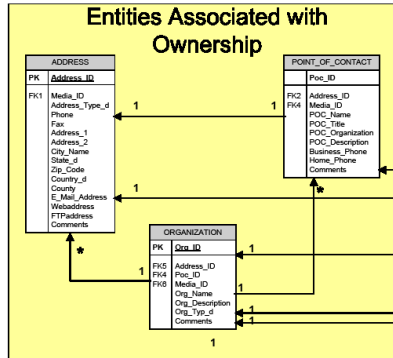 Entities Associated with
Ownership
ADDRESS
PK Address_ID
FK1 Media_ID
Address_Type_d
Phone
Fax
Address_1
Address_2
City_Name
State_d
Zip_Code
Country_d
County
E_Mail_Address
Webaddress
FTPaddress
Comments
POINT_OF_CONTACT
Poc_ID
FK2 Address_ID
FK4 Media_ID
POC_Name
POC_Title
POC_Organization
POC_Description
Business_Phone
Home_Phone
Comments
1 1
1
*
*
ORGANIZATION
PK Org_ID
FK5 Address_ID
FK4 Poc_ID
FK6 Media_ID
Org_Name
Org_Description
Org_Typ_d
Comments
1
1
1
1
1
1